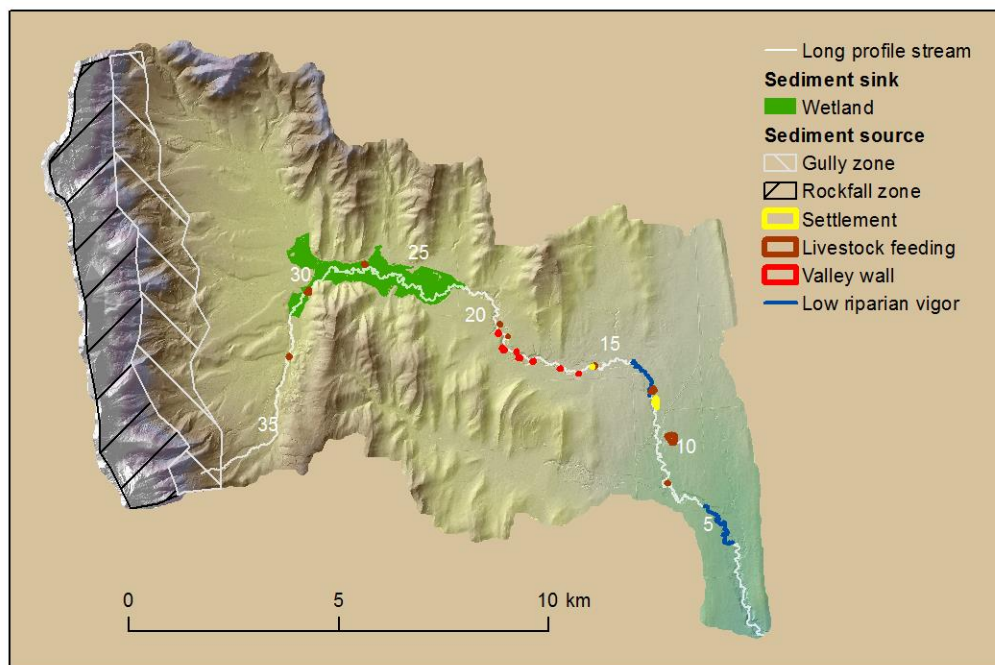 Long profile stream
Sediment sink
Wetland
Sediment source
Gully zone
Rockfall zone
Settlement
Livestock feeding
Valley wall
Low riparian vigor
25
30
20
15
35
10
5
0 5 10 km